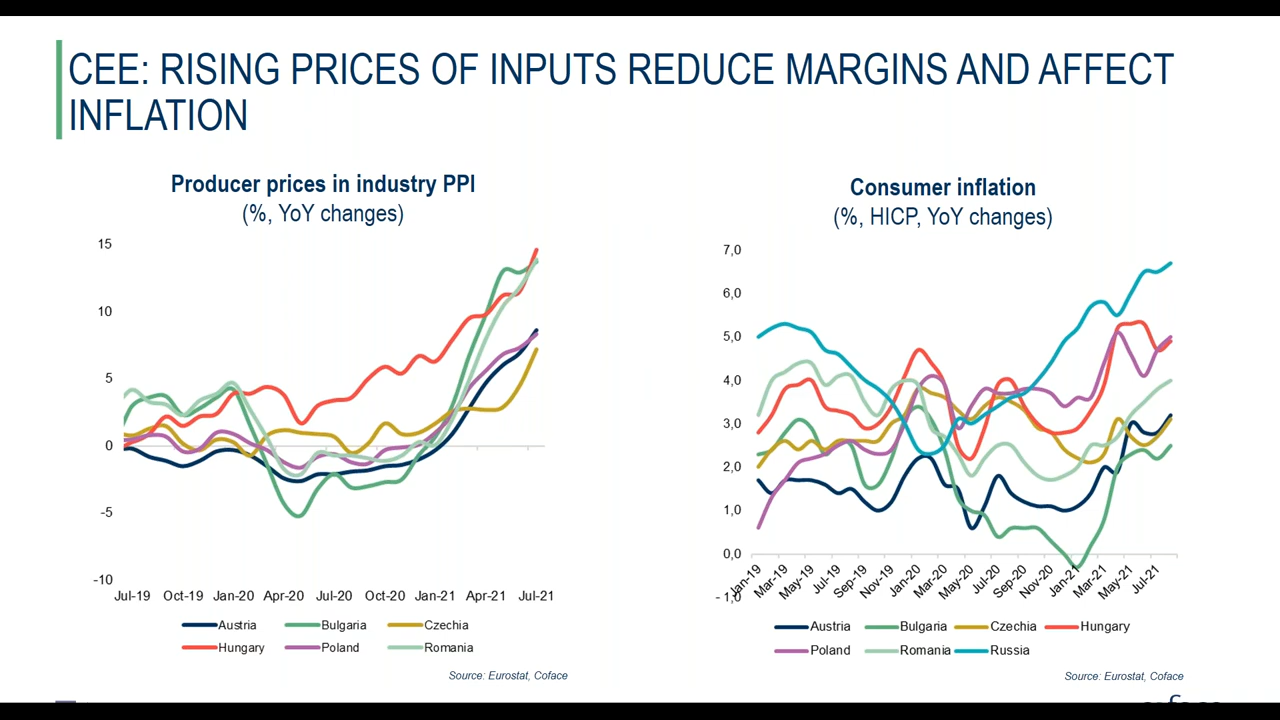 CEE: RISING PRICES OF INPUTS REDUCE MARGINS AND AFFECT
INFLATION
Producer prices in industry PPI
(%, YoY changes)
15
10
5
0
-5
-10
Jul-19 Oct-19 Jan-20 Apr-20 Jul-20 Oct-20 Jan-21 Apr-21 Jul-21
Austria Bulgaria Czechia
Hungary Poland Romania
Source: Eurostat, Coface
Consumer inflation
(%, HICP, YoY changes)
7,0
6,0
5,0
4,0
3,0
2,0
1,0
0,0
- 1,0
Jan-19 Mar-19 May-19 Jul-19 Sep-19 Nov-19 Jan-20 Mar-20 May-20 Jul-20 Sep-20 Nov-20 Jan-21 Mar-21 May-21 Jul-21
Austria Bulgaria Czechia Hungary
Poland Romania Russia
Source: Eurostat, Coface